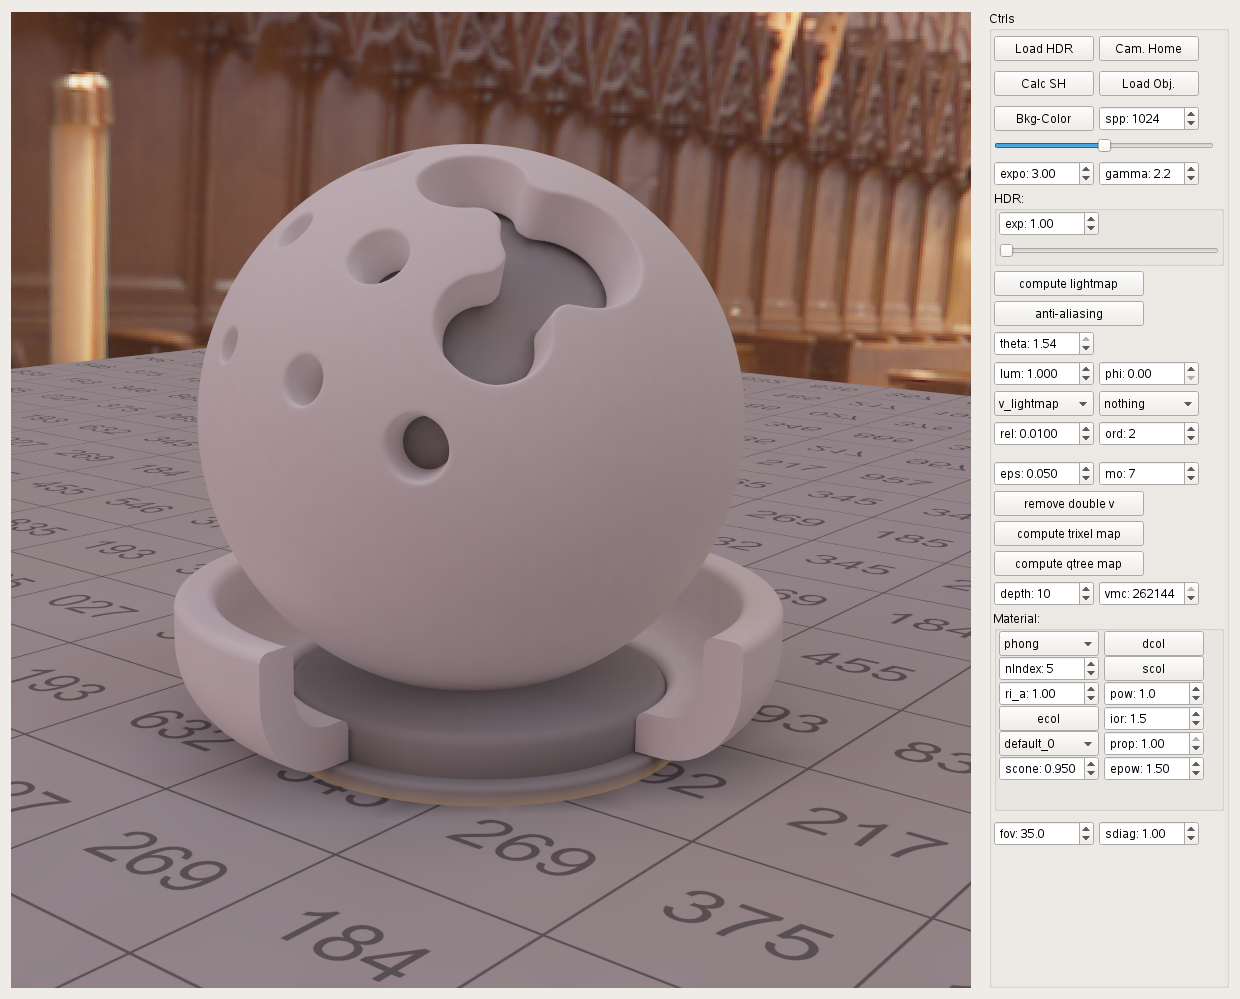 Ctrls
Load HDR Cam. Home
Calc SH Load Obj.
Bkg-Color spp: 1024
expo: 3.00 gamma: 2.2
HDR:
exp: 1.00
compute lightmap
anti-aliasing
theta: 1.54
lum: 1.000 phi: 0.00
v_lightmap nothing
rel: 0.0100 ord: 2
eps: 0.050 mo: 7
remove double v
compute trixel map
compute qtree map
depth: 10 vmc: 262144
Material:
phong dcol
nIndex: 5 scol
ri_a: 1.00 pow: 1.0
ecol ior: 1.5
default_0 prop: 1.00
scone: 0.950 epow: 1.50
fov: 35.0 sdiag: 1.00
632 345
269 184
217 957
455 546 345
269
193 185
345
027
184
193 455
632
269 217
269
184 375